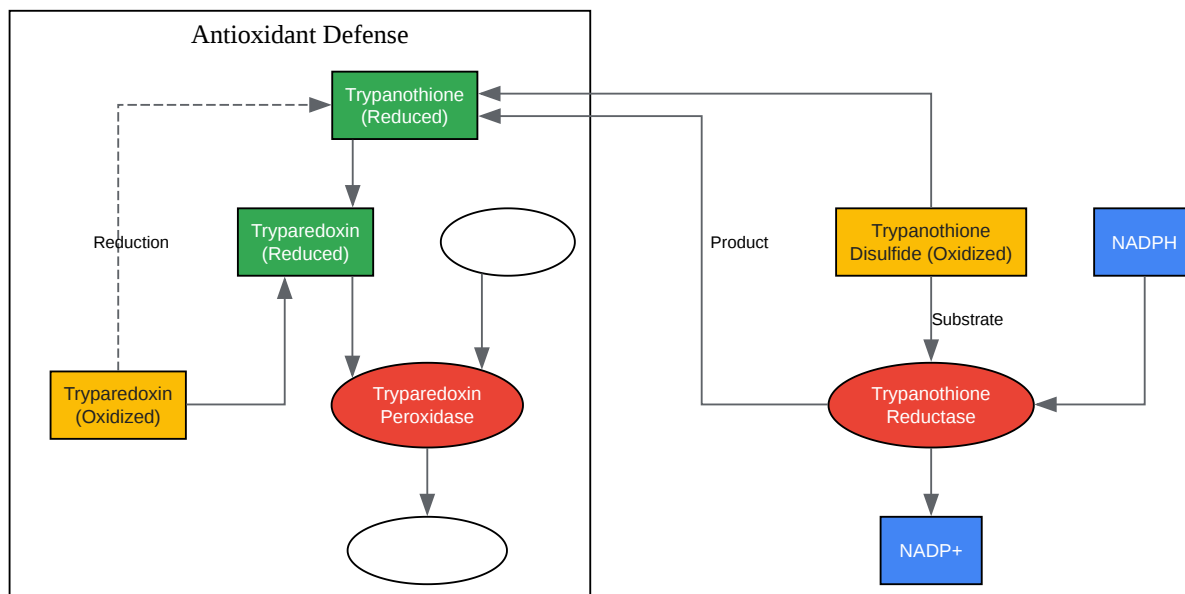 Antioxidant Defense
Trypanothione
(Reduced)
Reduction
Tryparedoxin
(Reduced)
Product
Trypanothione
Disulfide (Oxidized)
NADPH
Substrate
Tryparedoxin
(Oxidized)
Tryparedoxin
Peroxidase
Trypanothione
Reductase
NADP+